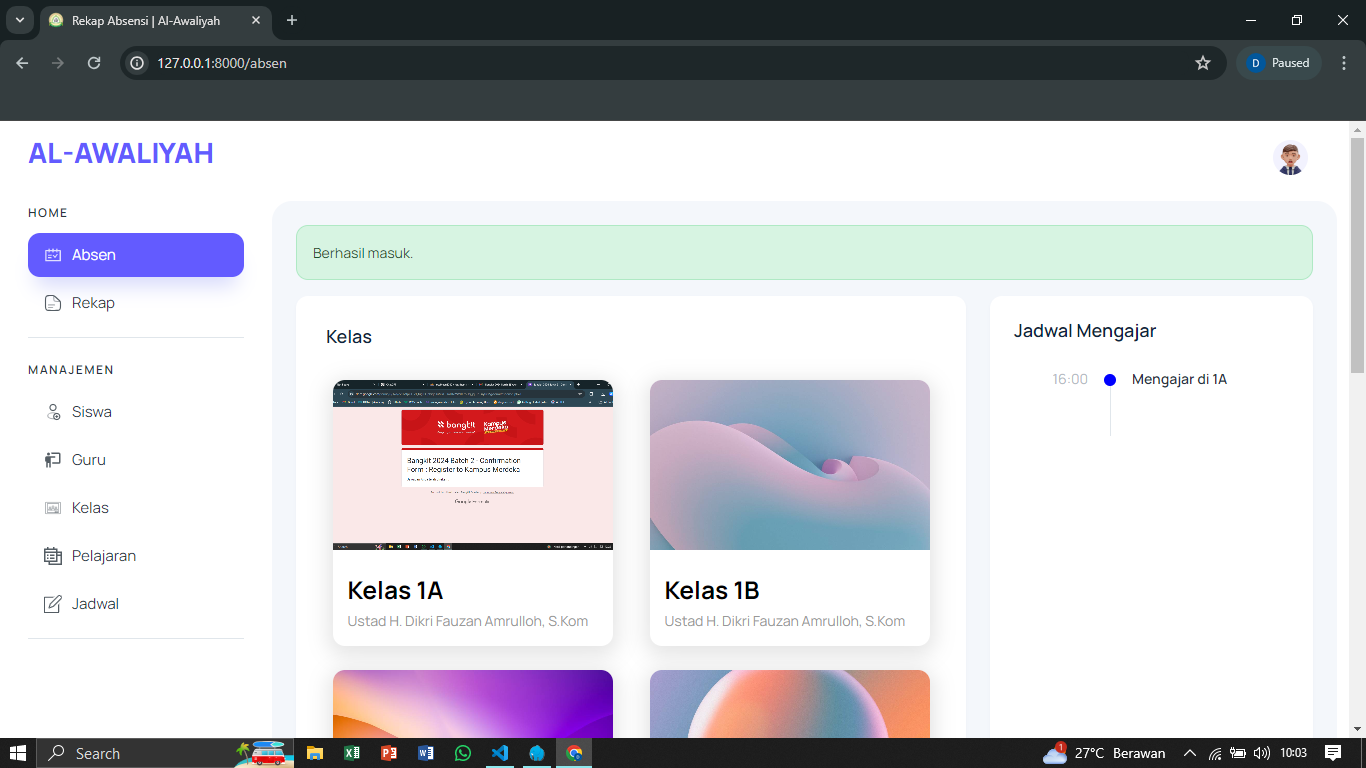 Rekap Absensi | Al-Awaliyah
127.0.0.1:8000/absen
D Paused
AL-AWALIYAH
HOME
Absen
Rekap
MANAJEMEN
Siswa
Guru
Kelas
Pelajaran
Jadwal
Berhasil masuk.
Kelas
bangkit
Kampus Merdeka
Bangkit 2024 Batch 2 - Confirmation
Form : Register to Kampus Merdeka
Kelas 1A
Ustad H. Dikri Fauzan Amrulloh, S.Kom
Kelas 1B
Ustad H. Dikri Fauzan Amrulloh, S.Kom
Jadwal Mengajar
16:00 Mengajar di 1A
Search
1
27°C Berawan
10:03